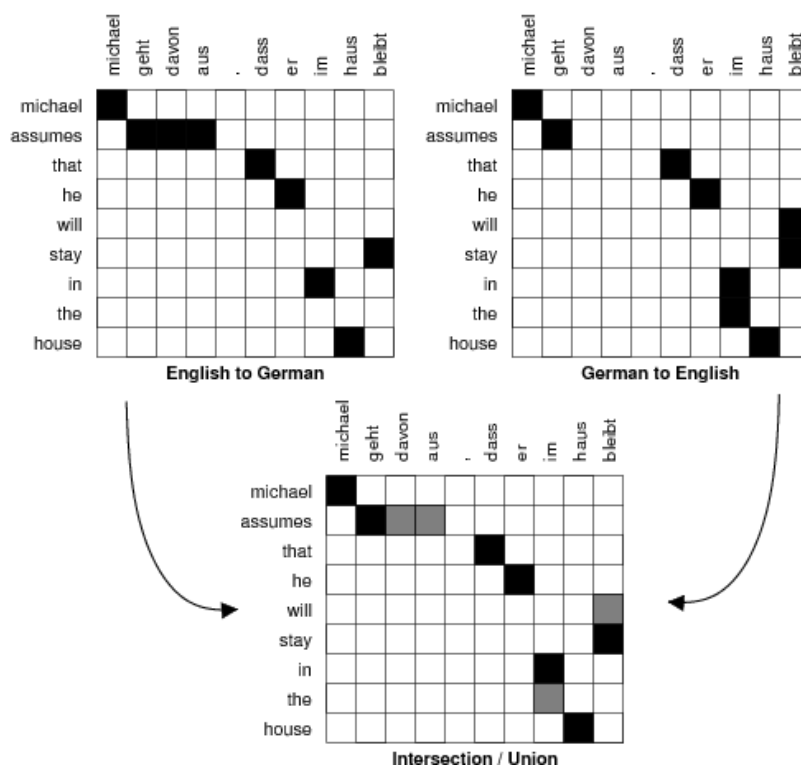 michael geht davon aus , dass er im haus bleibt
michael
assumes
that
he
will
stay
in
the
house
English to German
michael geht davon aus , dass er im haus bleibt
michael
assumes
that
he
will
stay
in
the
house
German to English
michael geht davon aus , dass er im haus bleibt
michael
assumes
that
he
will
stay
in
the
house
Intersection / Union